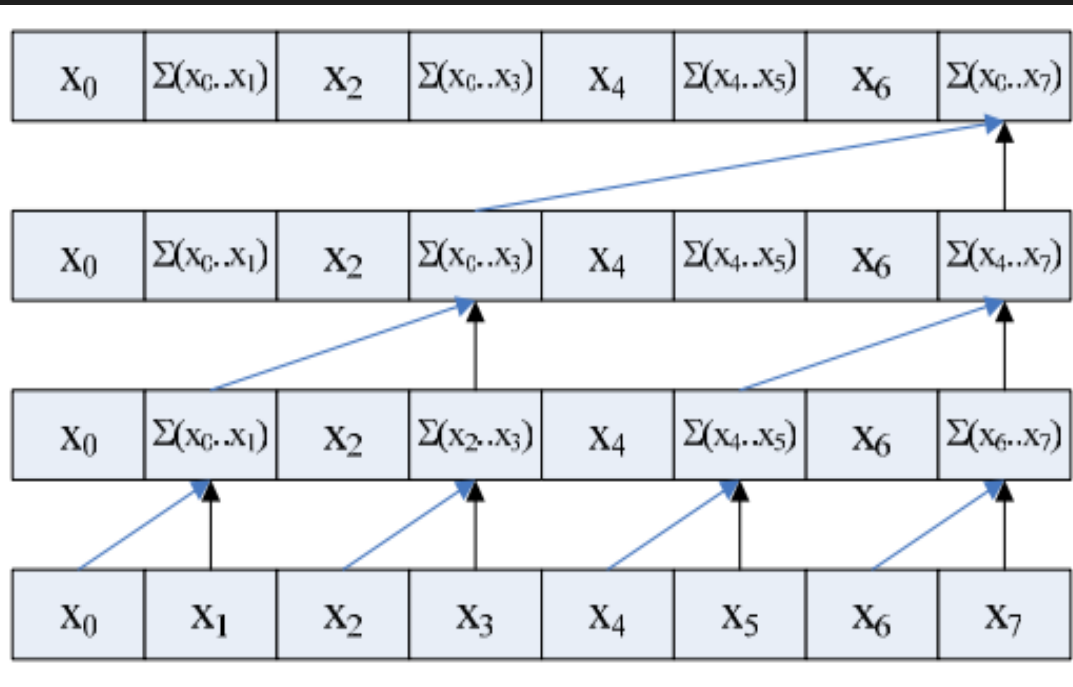 x₀ Σ(x₀..x₁) x₂ Σ(x₀..x₃) x₄ Σ(x₄..x₅) x₆ Σ(x₀..x₇)
x₀ Σ(x₀..x₁) x₂ Σ(x₀..x₃) x₄ Σ(x₄..x₅) x₆ Σ(x₄..x₇)
x₀ Σ(x₀..x₁) x₂ Σ(x₂..x₃) x₄ Σ(x₄..x₅) x₆ Σ(x₆..x₇)
x₀ x₁ x₂ x₃ x₄ x₅ x₆ x₇